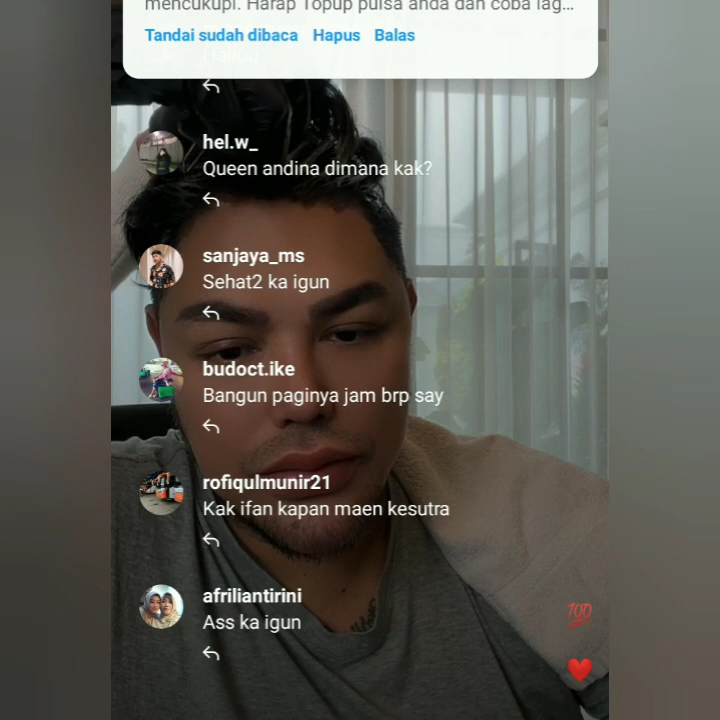 mencukupi. Harap Topup pulsa anda dan coba lag...
Tandai sudah dibaca Hapus Balas
Halloo
hel.w_
Queen andina dimana kak?
sanjaya_ms
Sehat2 ka igun
budoct.ike
Bangun paginya jam brp say
rofiqulmunir21
Kak ifan kapan maen kesutra
afriliantirini
Ass ka igun
100